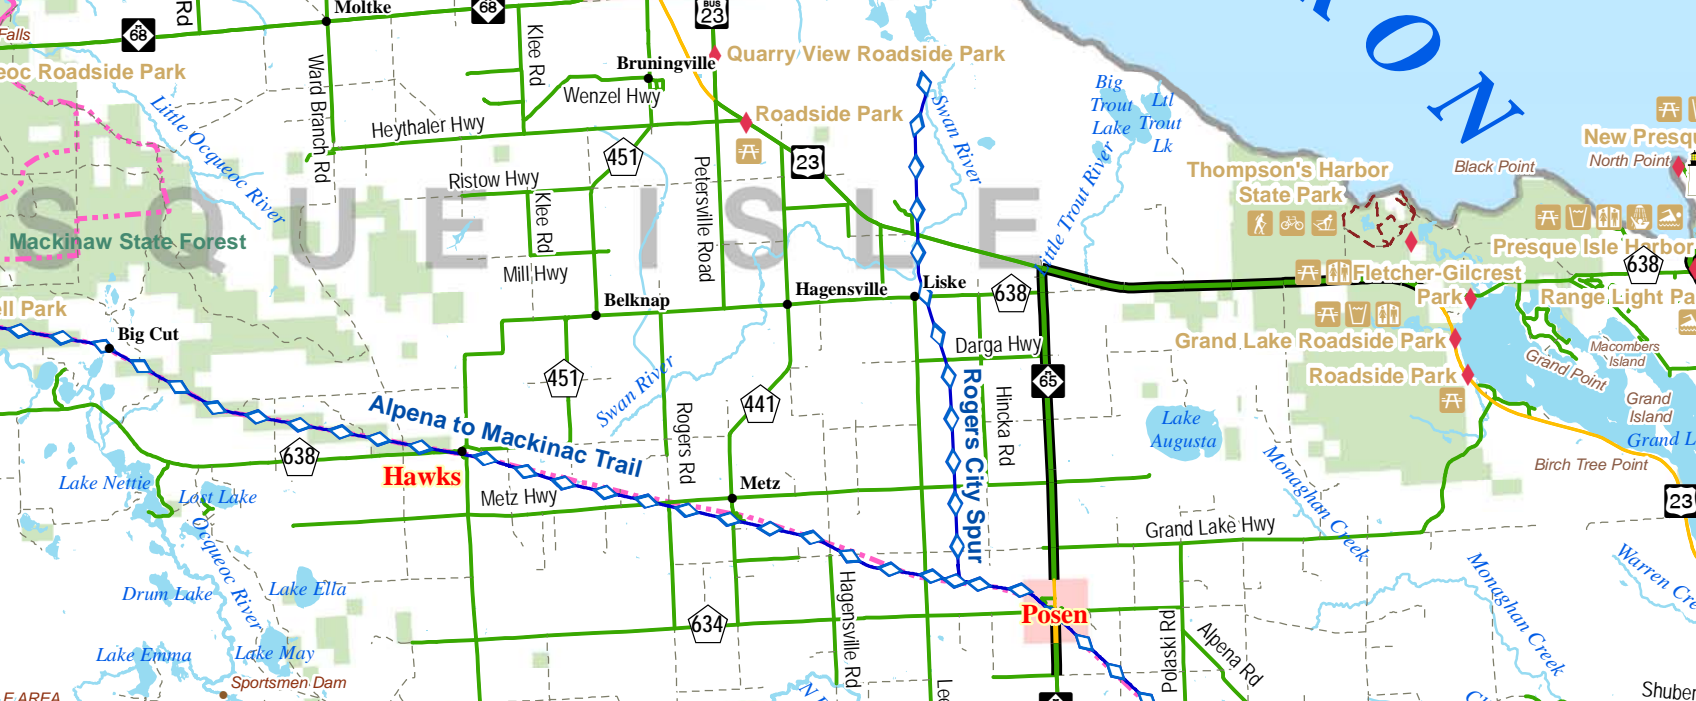 Rd
Moltke
M
68
M
68
BUS
23
Falls
Klee Rd
Quarry View Roadside Park
Bruningville
eoc Roadside Park
Ward Branch Rd
Wenzel Hwy
Little Ocqueoc River
Heythaler Hwy
Roadside Park
Swan River
Big
Trout
Lake
Ltl
Trout
Lk
RON
New Presqu
North Point
Black Point
451
23
Petersville Road
Thompson's Harbor
State Park
Ristow Hwy
Klee Rd
SQUE ISLE
Little Trout River
Mackinaw State Forest
Presque Isle Harbor
638
Mill Hwy
Fletcher-Gilcrest
Park
Range Light Pa
Belknap
Hagensville
Liske
638
ell Park
Big Cut
Darga Hwy
Grand Lake Roadside Park
Macombers
Island
Grand Point
Roadside Park
451
Swan River
441
Rogers City Spur
Hincka Rd
M
65
Alpena to Mackinac Trail
Rogers Rd
Lake
Augusta
Grand
Island
Grand L
638
Hawks
Birch Tree Point
Monaghan Creek
Lake Nettie
Lost Lake
Metz Hwy
Metz
23
Ocqueoc River
Grand Lake Hwy
Warren Cre
Monaghan Creek
Drum Lake
Lake Ella
Hagensville Rd
Posen
634
Polaski Rd
Alpena Rd
Lake Emma
Lake May
Sportsmen Dam
E AREA
Lee
Shuber